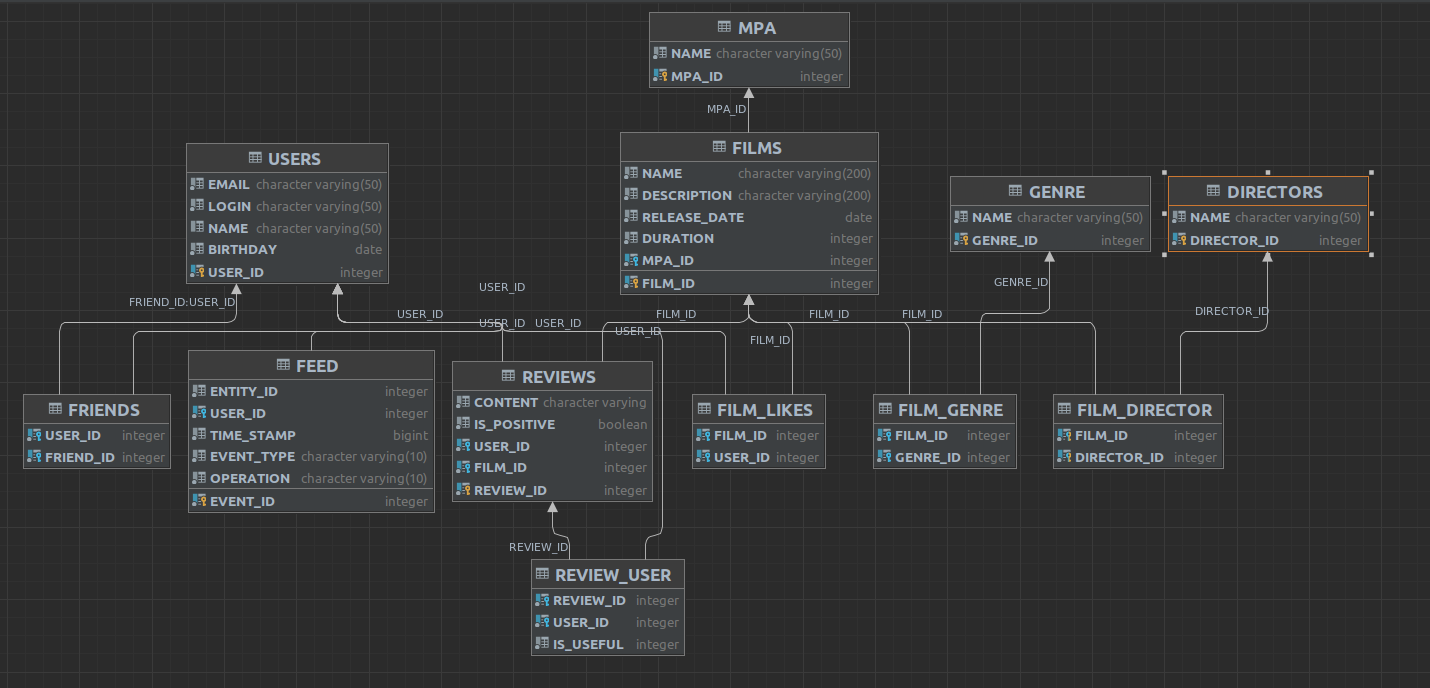 MPA
NAME character varying(50)
MPA_ID integer
MPA_ID
FILMS
NAME character varying(200)
DESCRIPTION character varying(200)
RELEASE_DATE date
DURATION integer
MPA_ID integer
FILM_ID integer
USERS
EMAIL character varying(50)
LOGIN character varying(50)
NAME character varying(50)
BIRTHDAY date
USER_ID integer
GENRE
NAME character varying(50)
GENRE_ID integer
DIRECTORS
NAME character varying(50)
DIRECTOR_ID integer
USER_ID
FRIEND_ID:USER_ID
USER_ID
USER_ID
USER_ID
USER_ID
FILM_ID
FILM_ID
FILM_ID
FILM_ID
GENRE_ID
DIRECTOR_ID
FRIENDS
USER_ID integer
FRIEND_ID integer
FEED
ENTITY_ID integer
USER_ID integer
TIME_STAMP bigint
EVENT_TYPE character varying(10)
OPERATION character varying(10)
EVENT_ID integer
REVIEWS
CONTENT character varying
IS_POSITIVE boolean
USER_ID integer
FILM_ID integer
REVIEW_ID integer
FILM_LIKES
FILM_ID integer
USER_ID integer
FILM_GENRE
FILM_ID integer
GENRE_ID integer
FILM_DIRECTOR
FILM_ID integer
DIRECTOR_ID integer
REVIEW_ID
REVIEW_USER
REVIEW_ID integer
USER_ID integer
IS_USEFUL integer